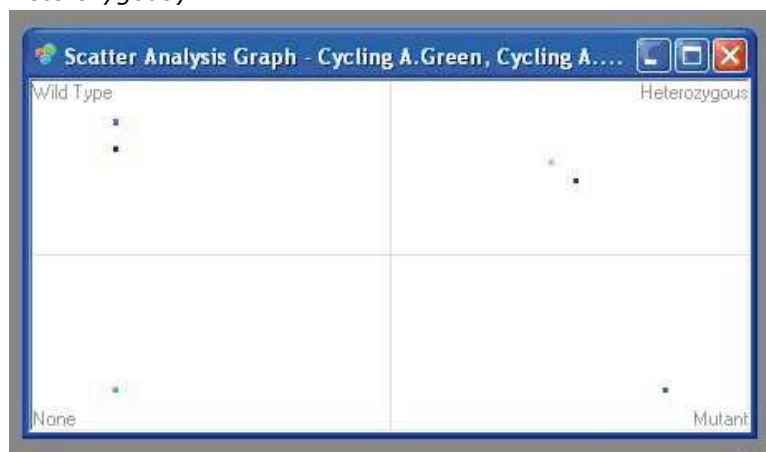 Scatter Analysis Graph - Cycling A.Green, Cycling A....
Wild Type
Heterozygous
None
Mutant